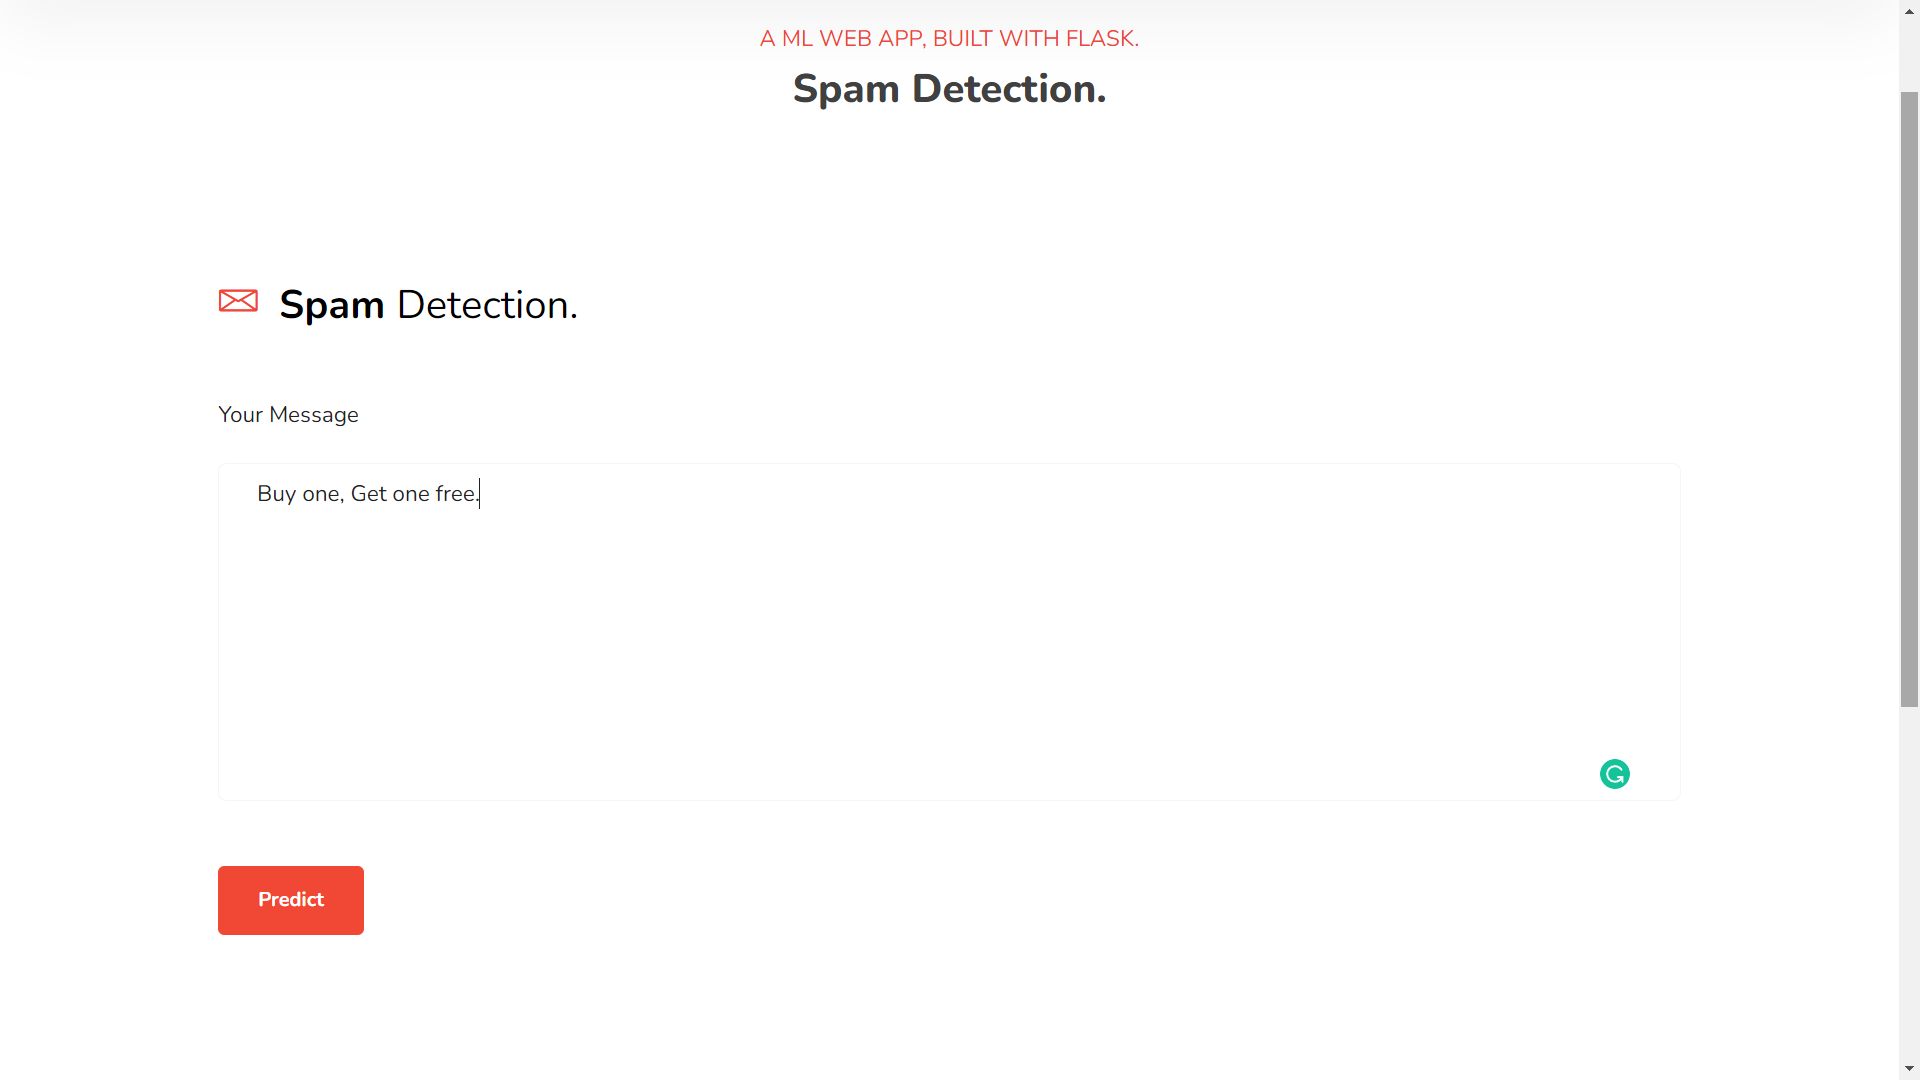 A ML WEB APP, BUILT WITH FLASK.
Spam Detection.
Spam Detection.
Your Message
Buy one, Get one free.
Predict